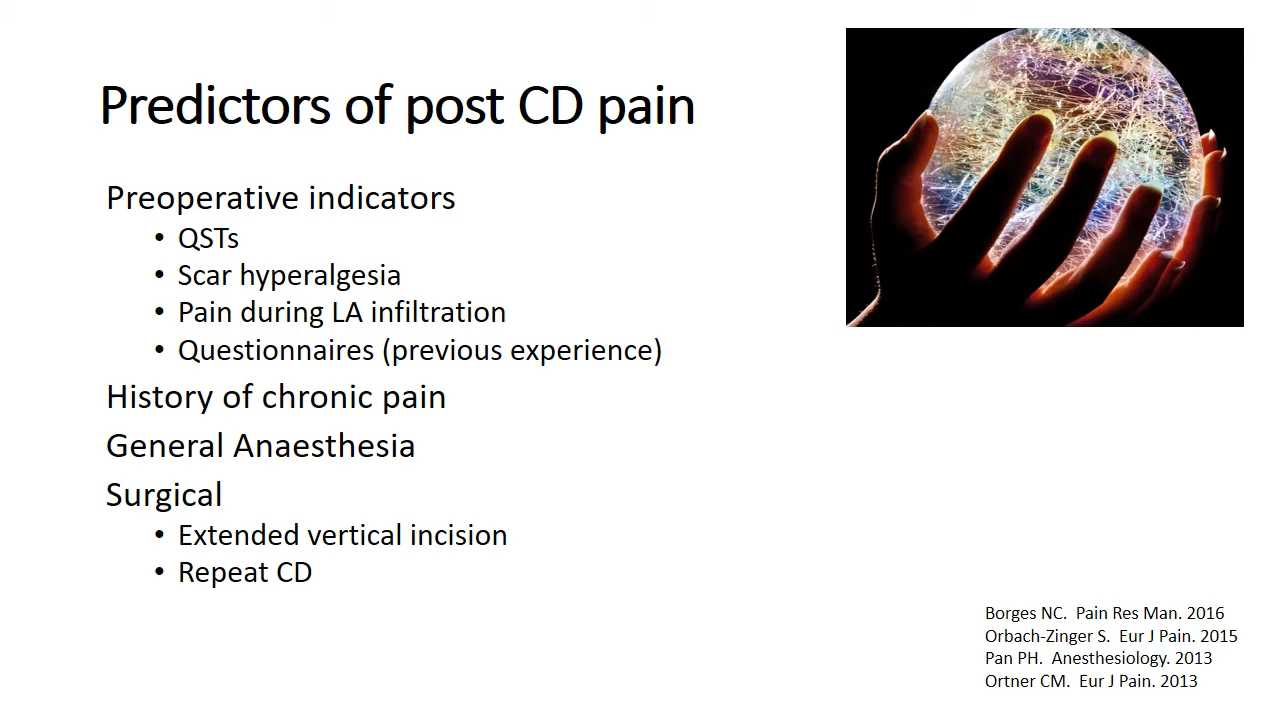 Predictors of post CD pain
Preoperative indicators
• QSTs
• Scar hyperalgesia
• Pain during LA infiltration
• Questionnaires (previous experience)
History of chronic pain
General Anaesthesia
Surgical
• Extended vertical incision
• Repeat CD
Borges NC.  Pain Res Man. 2016
Orbach-Zinger S.  Eur J Pain. 2015
Pan PH.  Anesthesiology. 2013
Ortner CM.  Eur J Pain. 2013